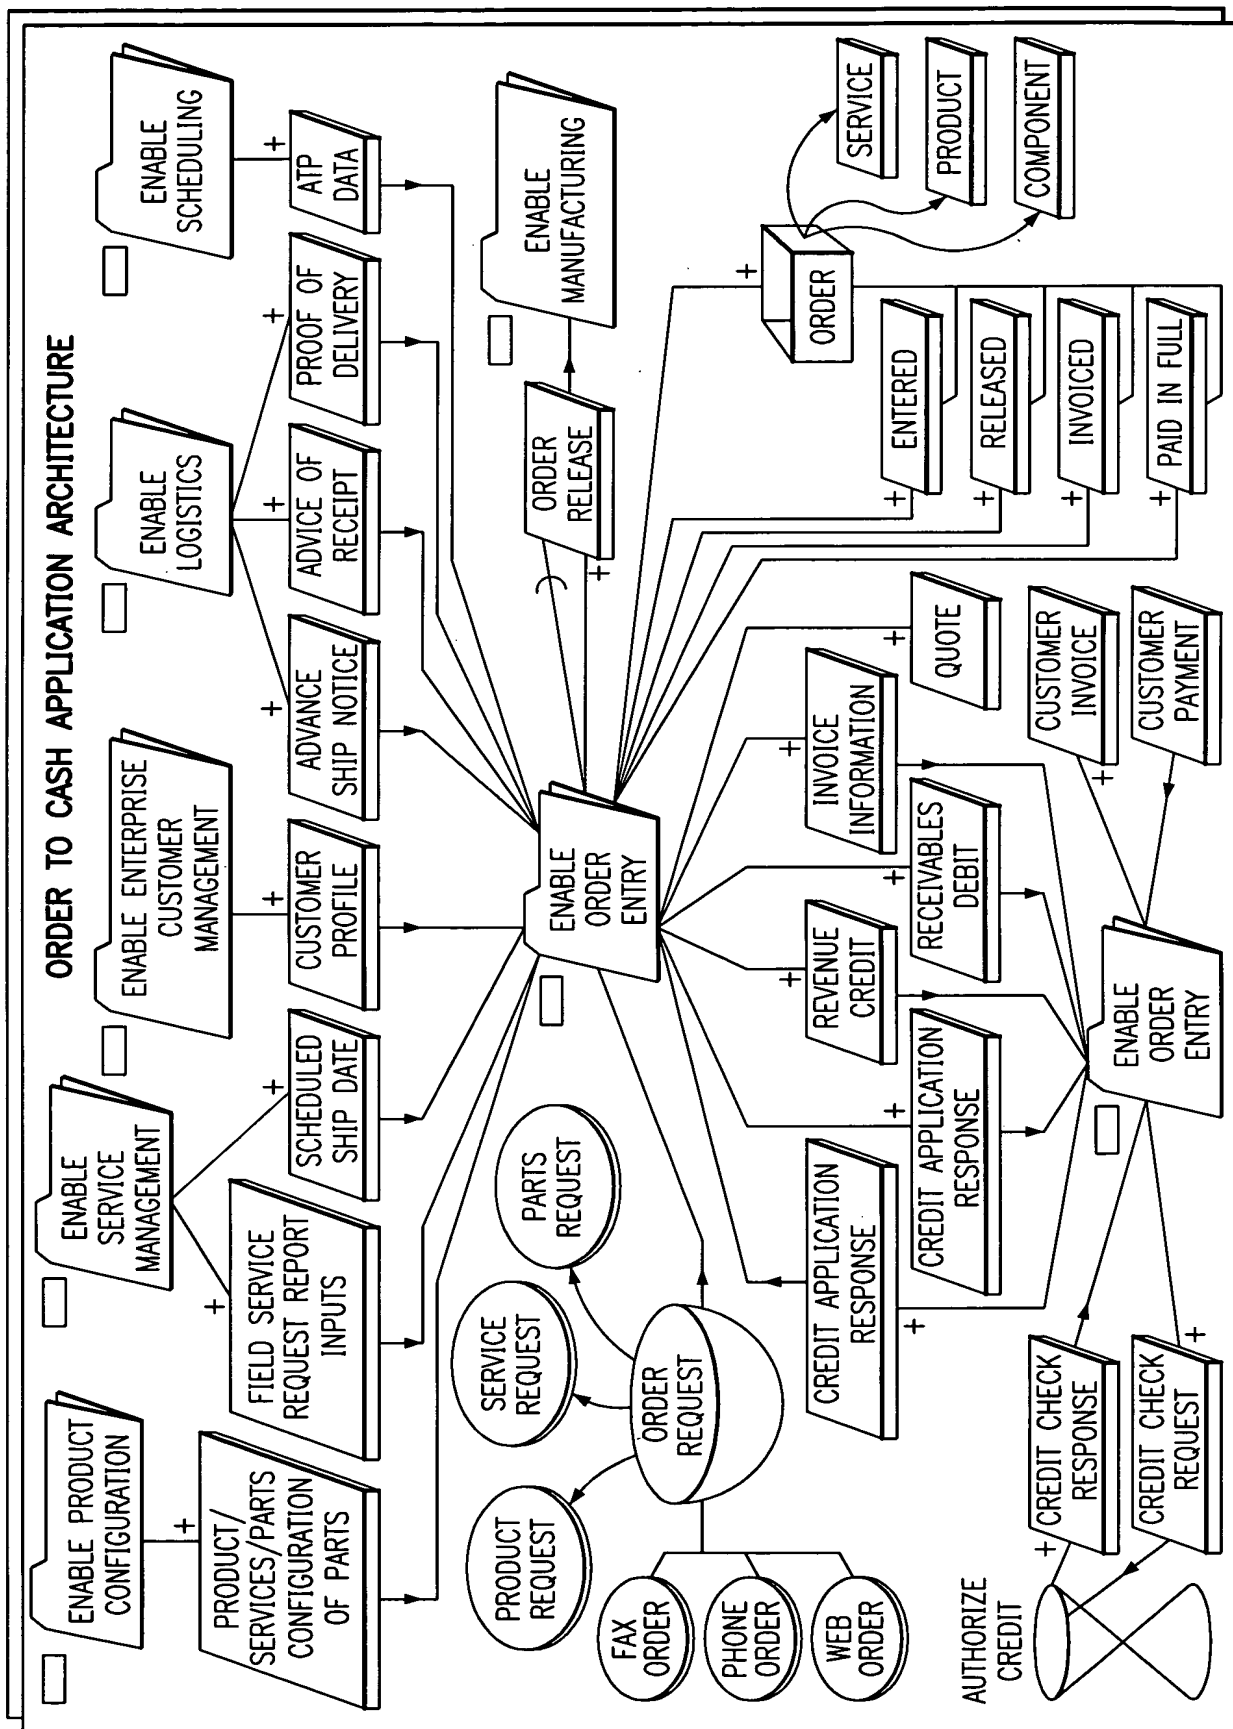 ORDER TO CASH APPLICATION ARCHITECTURE
ENABLE PRODUCT
CONFIGURATION
ENABLE
SERVICE
MANAGEMENT
ENABLE ENTERPRISE
CUSTOMER
MANAGEMENT
ENABLE
LOGISTICS
ENABLE
SCHEDULING
+
PRODUCT/
SERVICES/PARTS
CONFIGURATION
OF PARTS
+
FIELD SERVICE
REQUEST REPORT
INPUTS
+
SCHEDULED
SHIP DATE
+
CUSTOMER
PROFILE
+
ADVANCE
SHIP NOTICE
+
ADVICE OF
RECEIPT
+
PROOF OF
DELIVERY
+
ATP
DATA
PRODUCT
REQUEST
SERVICE
REQUEST
PARTS
REQUEST
ENABLE
ORDER
ENTRY
ORDER
RELEASE
+
ENABLE
MANUFACTURING
FAX
ORDER
PHONE
ORDER
WEB
ORDER
ORDER
REQUEST
+
ORDER
SERVICE
PRODUCT
COMPONENT
CREDIT APPLICATION
RESPONSE
+
+
REVENUE
CREDIT
+
INVOICE
INFORMATION
+
CREDIT APPLICATION
RESPONSE
+
RECEIVABLES
DEBIT
+
QUOTE
+
ENTERED
+
RELEASED
+
INVOICED
+
PAID IN FULL
AUTHORIZE
CREDIT
+
CREDIT CHECK
RESPONSE
CREDIT CHECK
REQUEST
+
ENABLE
ORDER
ENTRY
CUSTOMER
INVOICE
+
CUSTOMER
PAYMENT